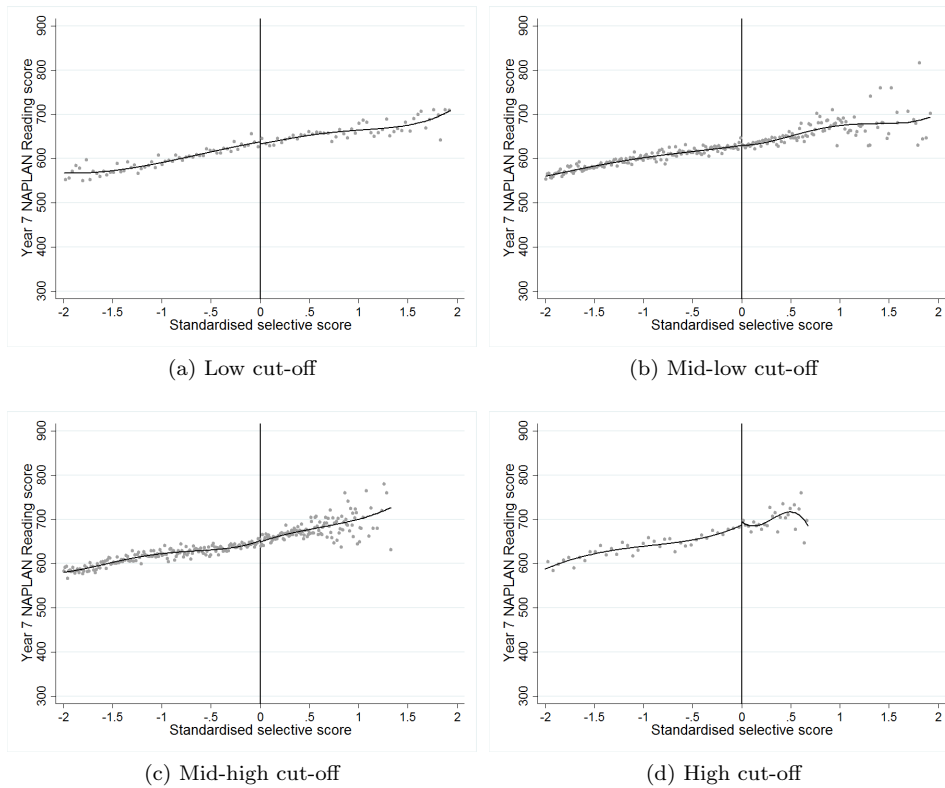 Year 7 NAPLAN Reading score
900
800
700
600
500
400
300
-2 -1.5 -1 -.5 0 .5 1 1.5 2
Standardised selective score
(a) Low cut-off
Year 7 NAPLAN Reading score
900
800
700
600
500
400
300
-2 -1.5 -1 -.5 0 .5 1 1.5 2
Standardised selective score
(b) Mid-low cut-off
Year 7 NAPLAN Reading score
900
800
700
600
500
400
300
-2 -1.5 -1 -.5 0 .5 1 1.5 2
Standardised selective score
(c) Mid-high cut-off
Year 7 NAPLAN Reading score
900
800
700
600
500
400
300
-2 -1.5 -1 -.5 0 .5 1 1.5 2
Standardised selective score
(d) High cut-off